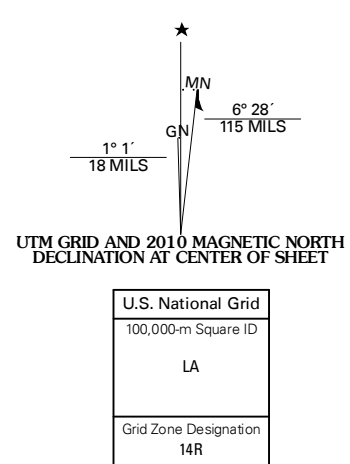 ★
MN
GN
6° 28´
115 MILS
1° 1´
18 MILS
UTM GRID AND 2010 MAGNETIC NORTH
DECLINATION AT CENTER OF SHEET
U.S. National Grid
100,000-m Square ID
LA
Grid Zone Designation
14R